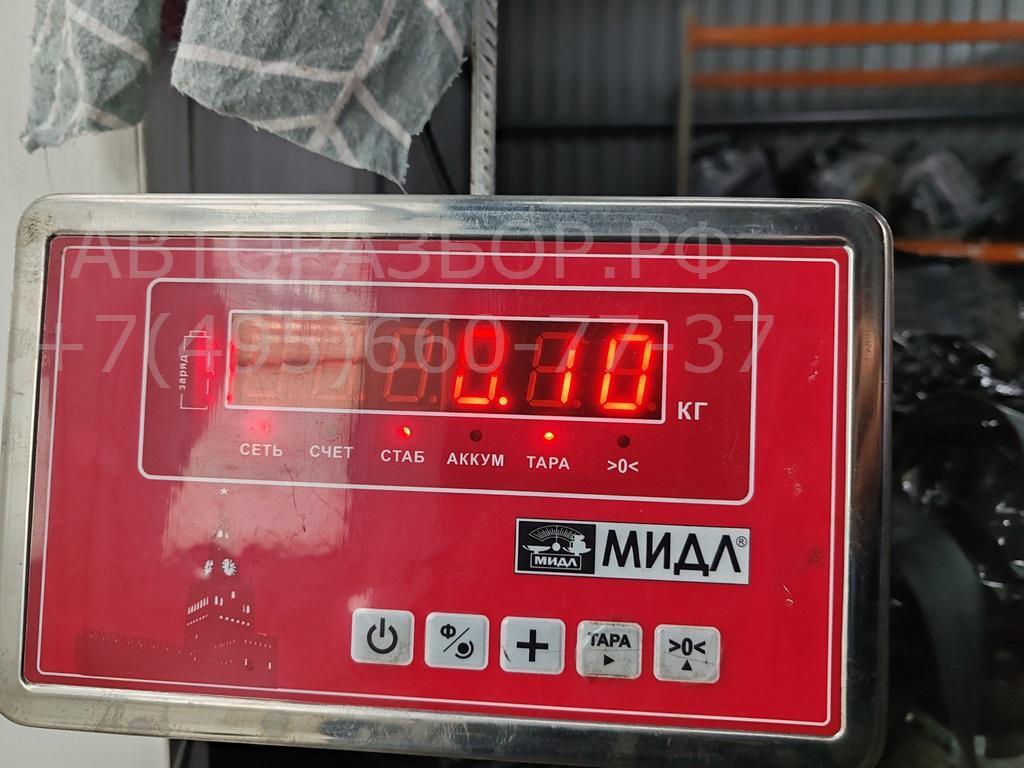 АВТОРАЗБОР.РФ
+7(495)660-77-37
заряд
0.10
КГ
СЕТЬ СЧЕТ СТАБ АККУМ ТАРА >0<
МИДЛ МИДЛ®
Ф + ТАРА >0<